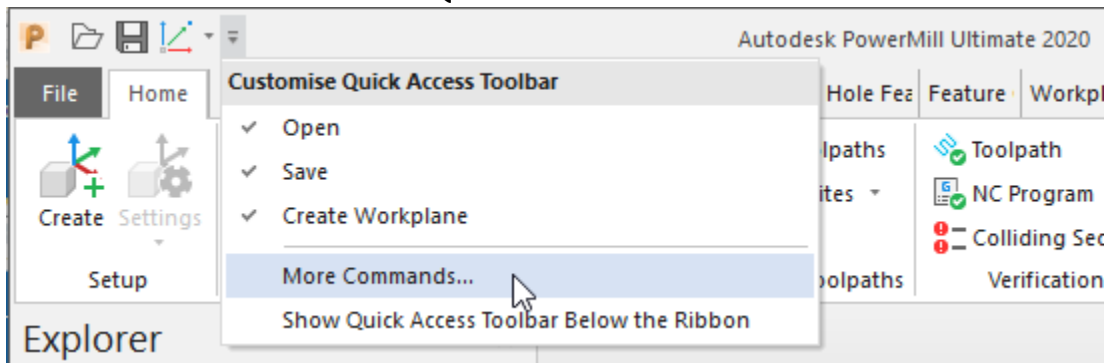 Autodesk PowerMill Ultimate 2020
File Home Hole Fea Feature Workpl
Customise Quick Access Toolbar
Open
Save
Create Workplane
More Commands...
Show Quick Access Toolbar Below the Ribbon
Create Settings
Setup
lpaths
ites
oolpaths
Toolpath
NC Program
Colliding Sec
Verification
Explorer